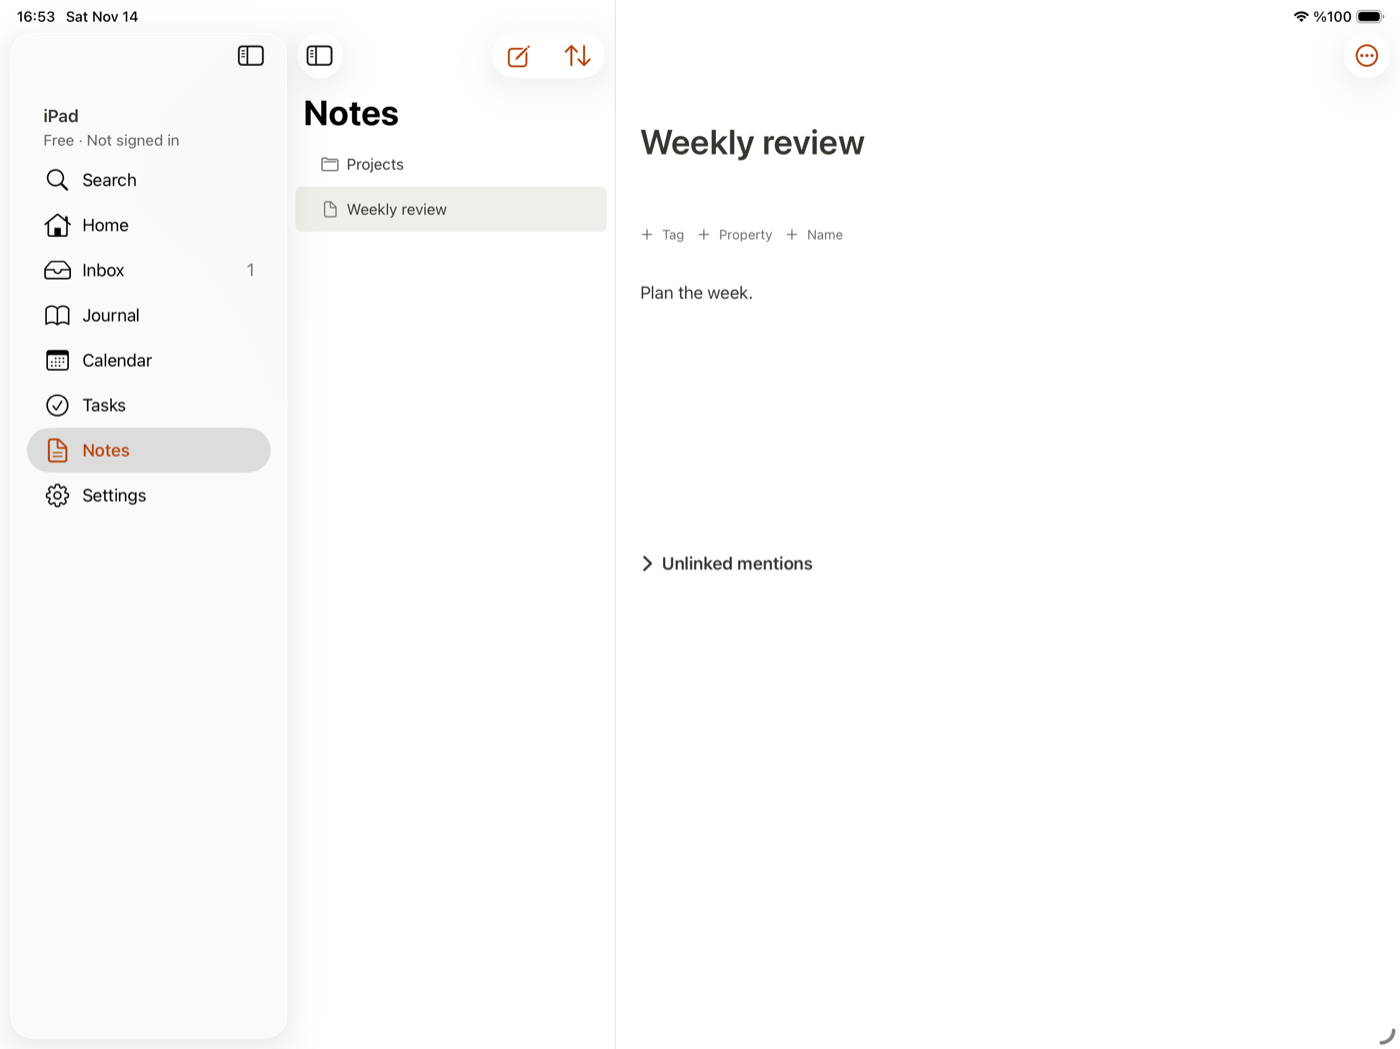 16:53 Sat Nov 14
%100
iPad
Free · Not signed in
Search
Home
Inbox 1
Journal
Calendar
Tasks
Notes
Settings
Notes
Projects
Weekly review
Weekly review
+ Tag + Property + Name
Plan the week.
Unlinked mentions